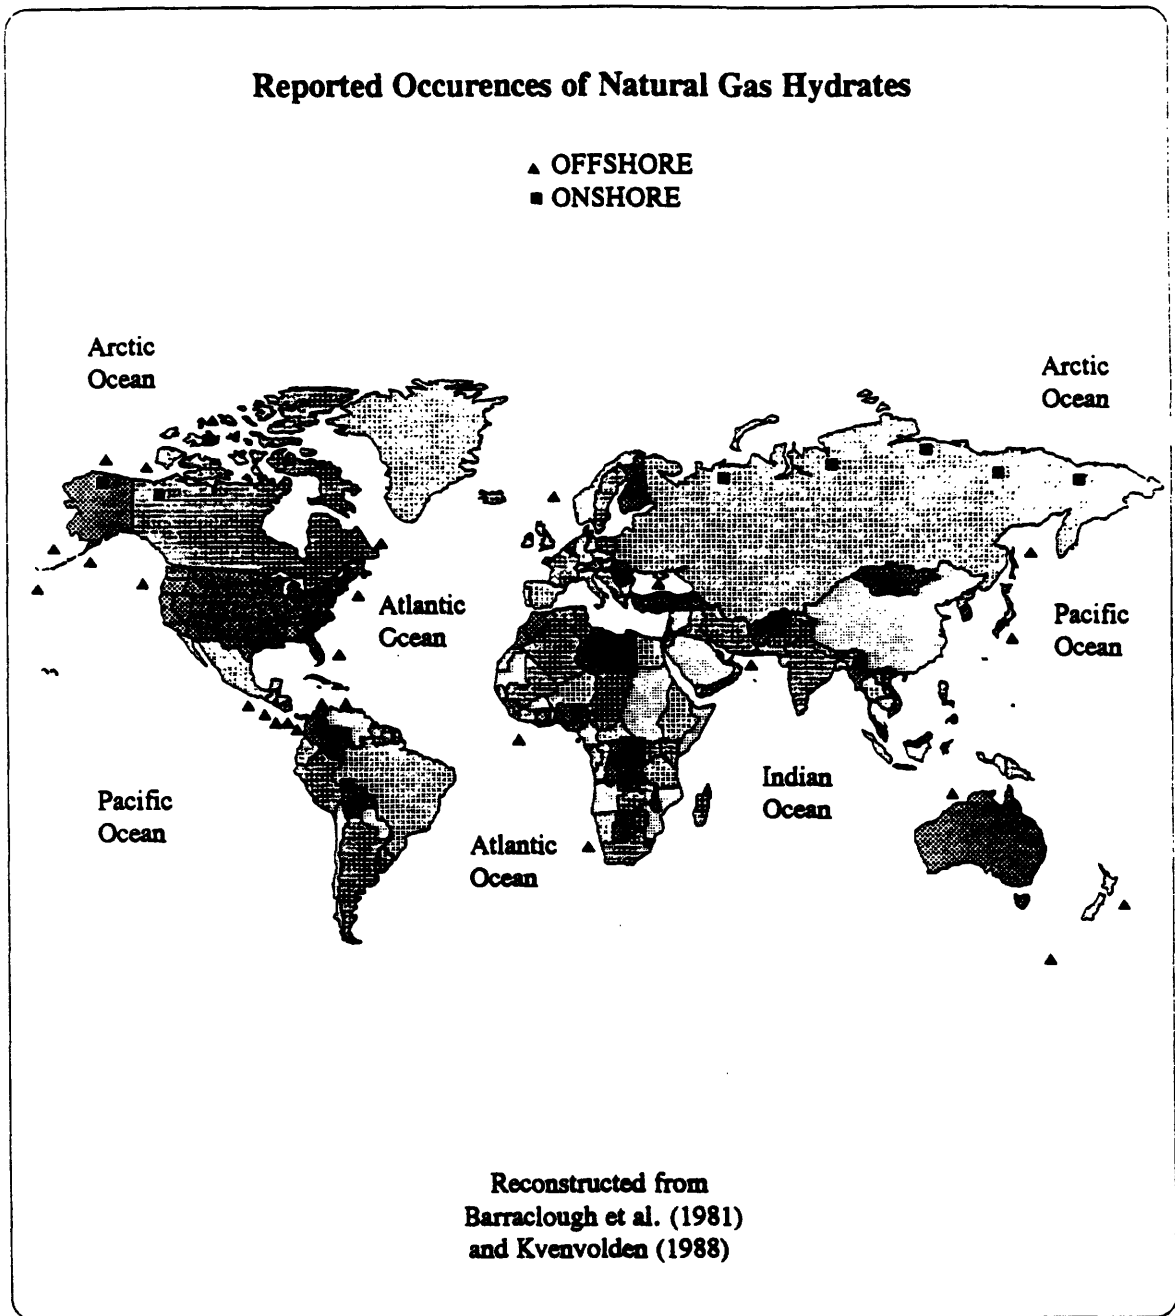 Reported Occurences of Natural Gas Hydrates
▲ OFFSHORE
■ ONSHORE
Arctic
Ocean
Arctic
Ocean
Atlantic
Ocean
Pacific
Ocean
Pacific
Ocean
Indian
Ocean
Atlantic
Ocean
Reconstructed from
Barraclough et al. (1981)
and Kvenvolden (1988)